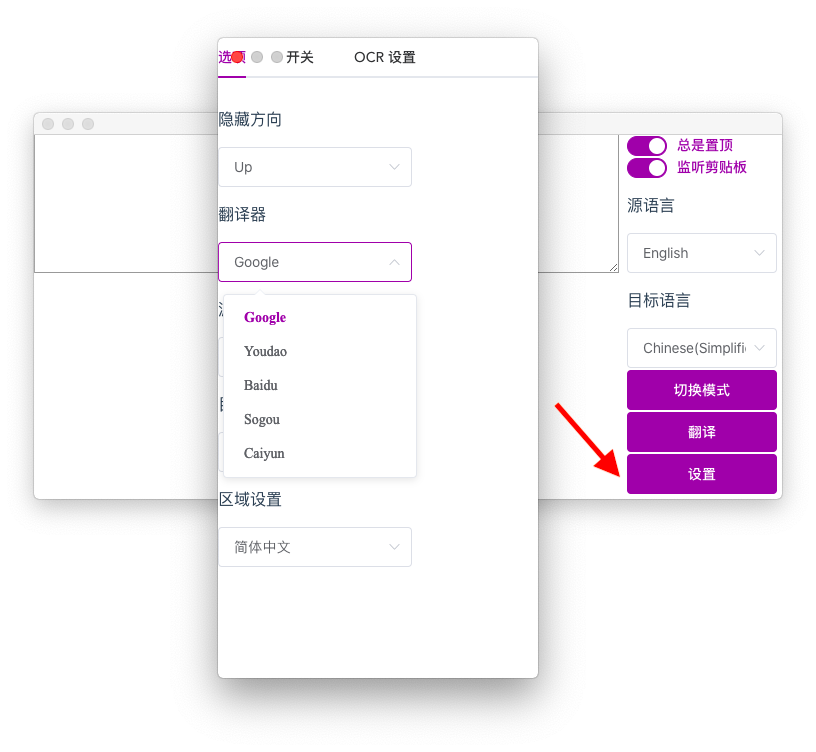 选项
开关
OCR 设置
隐藏方向
Up
翻译器
Google
Google
Youdao
Baidu
Sogou
Caiyun
区域设置
简体中文
总是置顶
监听剪贴板
源语言
English
目标语言
Chinese(Simplifi
切换模式
翻译
设置